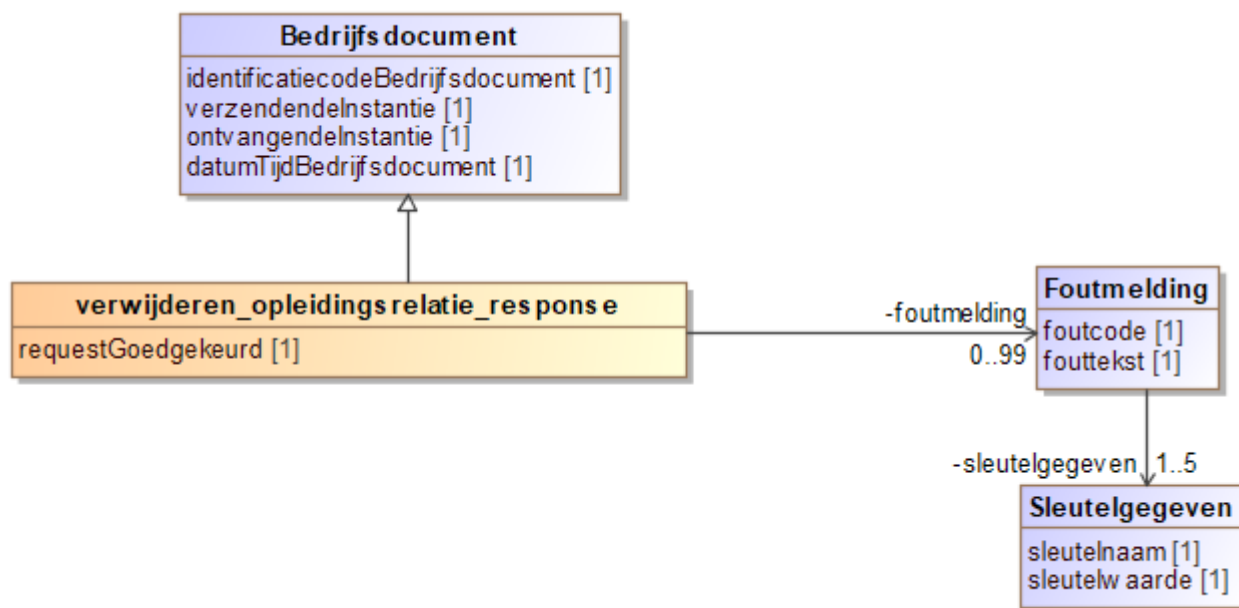 Bedrijfsdocument
identificatiecodeBedrijfsdocument [1]
verzendendeInstantie [1]
ontvangendeInstantie [1]
datumTijdBedrijfsdocument [1]
verwijderen_opleidingsrelatie_response
requestGoedgekeurd [1]
-foutmelding
0..99
Foutmelding
foutcode [1]
fouttekst [1]
-sleutelgegeven 1..5
Sleutelgegeven
sleutelnaam [1]
sleutelwaarde [1]